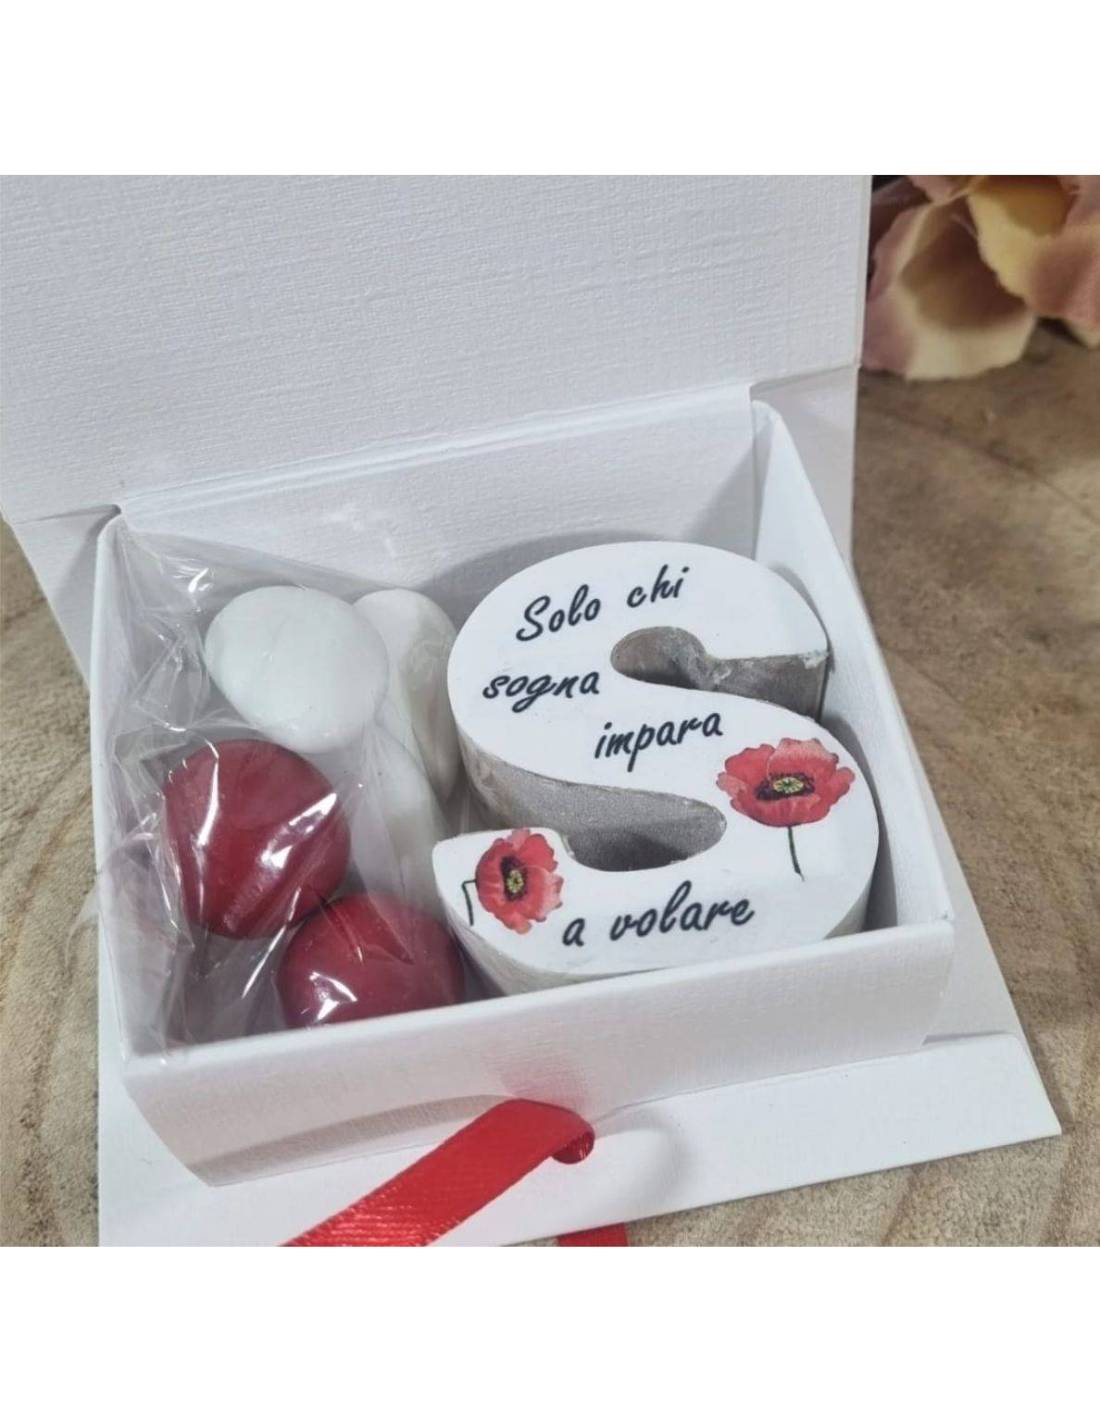 Solo chi
sogna
impara
a volare